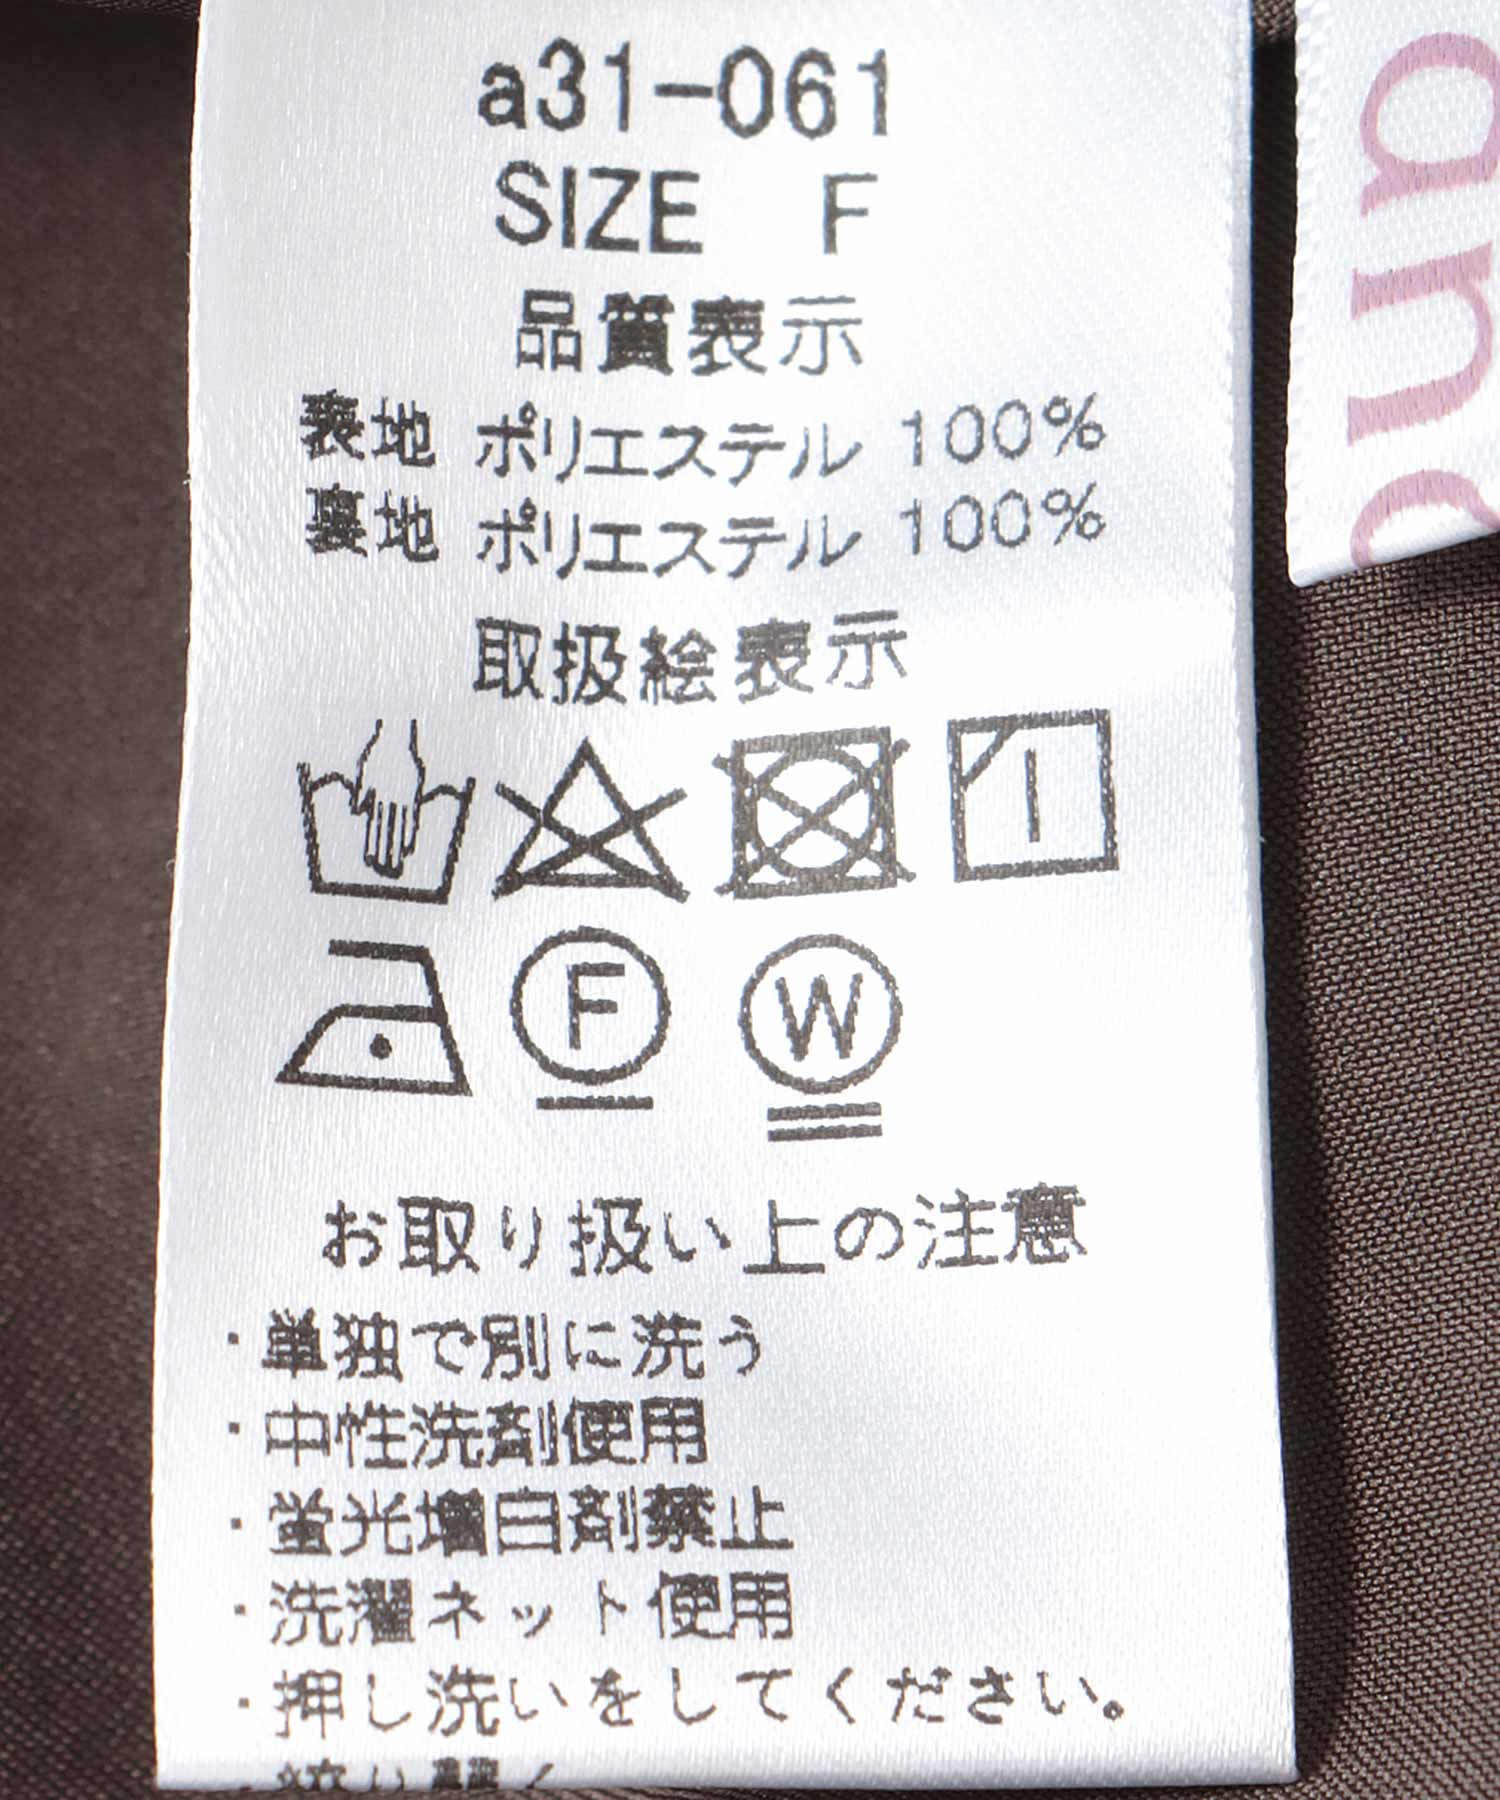 a31-061
SIZE F
品質表示
表地 ポリエステル 100%
裏地 ポリエステル 100%
取扱絵表示
F W
お取り扱い上の注意
・単独で別に洗う
・中性洗剤使用
・蛍光増白剤禁止
・洗濯ネット使用
・押し洗いをしてください。
an